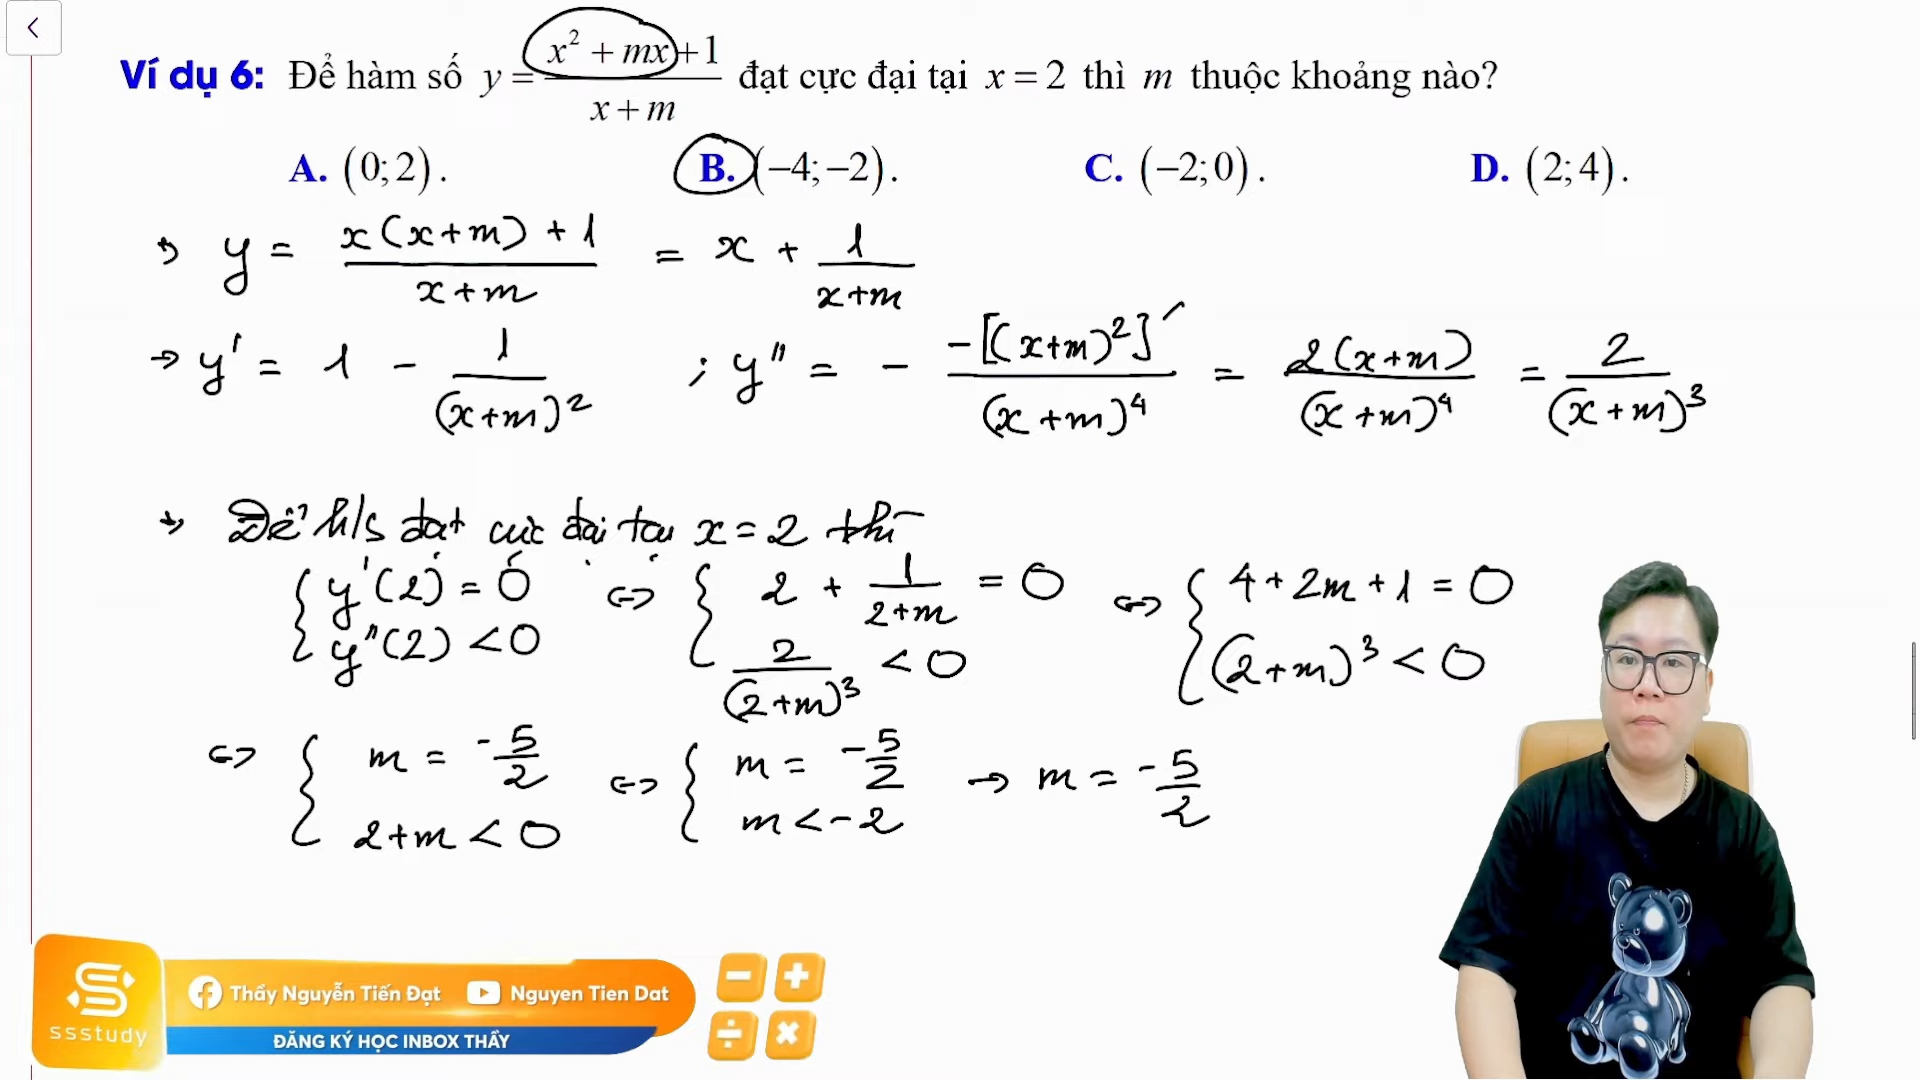 Ví dụ 6: Để hàm số y = (x² + mx + 1)/(x + m) đạt cực đại tại x = 2 thì m thuộc khoảng nào?
A. (0;2). B. (−4;−2). C. (−2;0). D. (2;4).
y = (x(x+m) + 1)/(x+m) = x + 1/(x+m)
→ y' = 1 − 1/(x+m)² ; y'' = − (−[(x+m)²]')/(x+m)⁴ = 2(x+m)/(x+m)⁴ = 2/(x+m)³
Để h/s đạt cực đại tại x = 2 thì
{ y'(2) = 0 ⇔ { 2 + 1/(2+m) = 0 ⇔ { 4 + 2m + 1 = 0
y''(2) < 0 2/(2+m)³ < 0 (2+m)³ < 0
⇔ { m = −5/2 ⇔ { m = −5/2 → m = −5/2
2+m < 0 m < −2
ssstudy
Thầy Nguyễn Tiến Đạt Nguyen Tien Dat
ĐĂNG KÝ HỌC INBOX THẦY